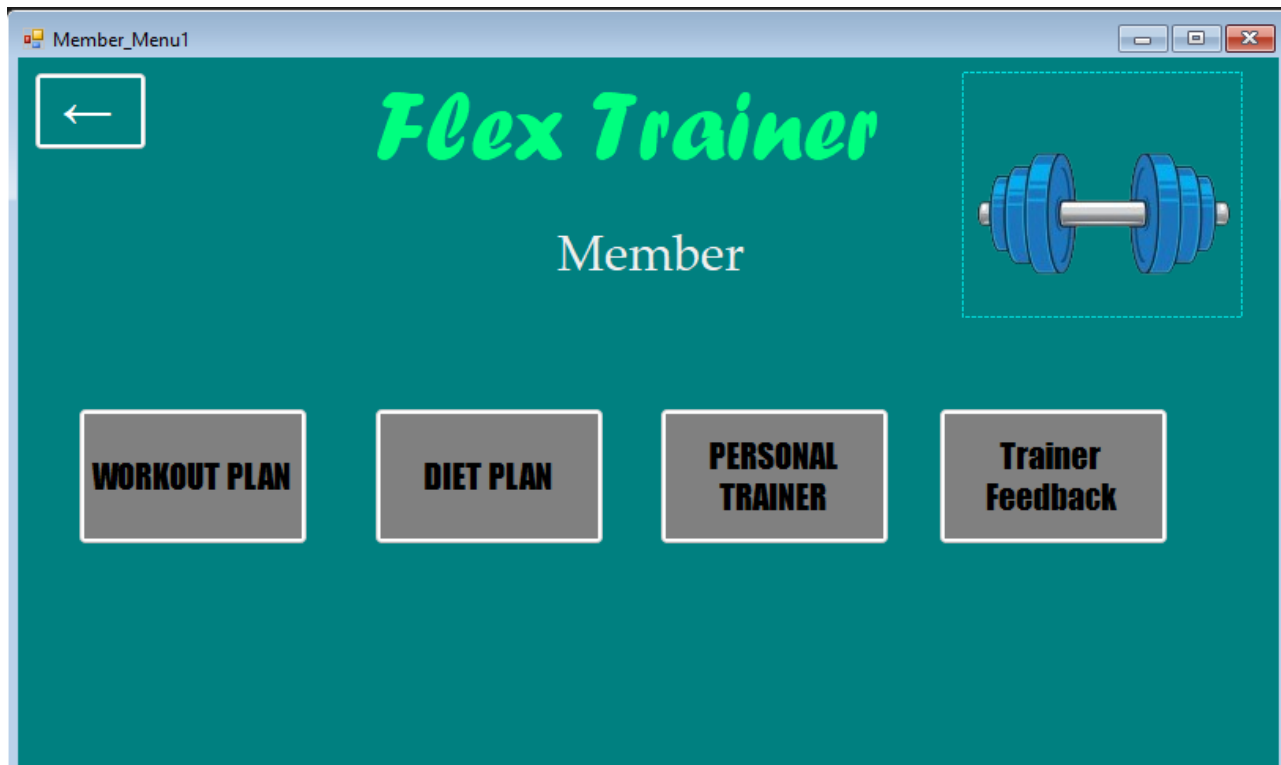 Member_Menu1
←
Flex Trainer
Member
WORKOUT PLAN
DIET PLAN
PERSONAL
TRAINER
Trainer
Feedback